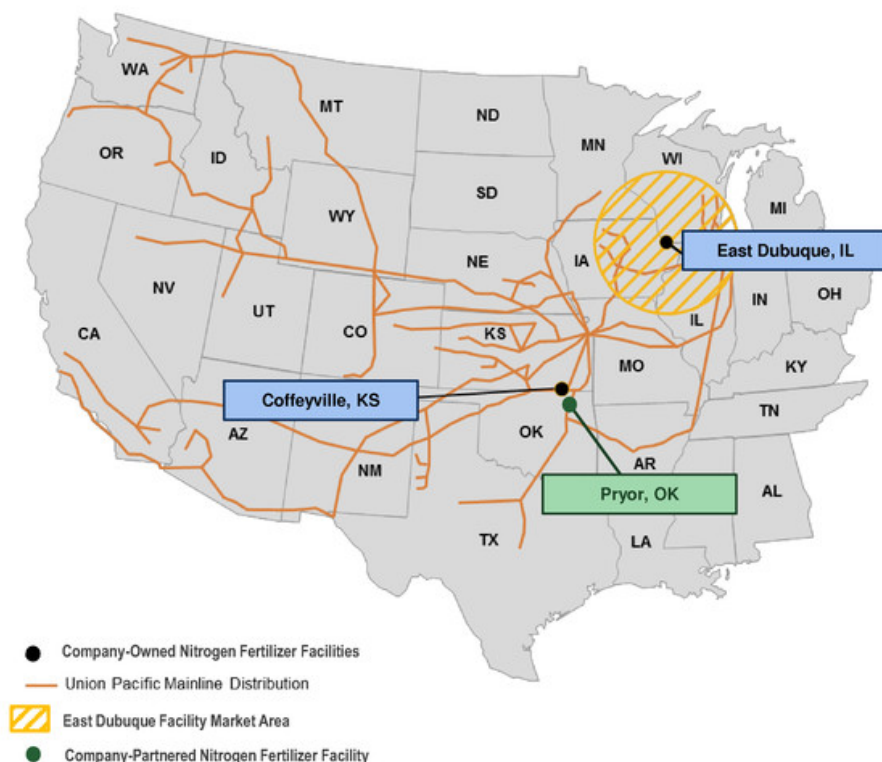 WA
MT
ND
MN
OR
ID
WI
SD
MI
WY
East Dubuque, IL
IA
NE
NV
OH
IN
UT
IL
CO
KS
CA
MO
KY
Coffeyville, KS
TN
AZ
OK
NM
AR
Pryor, OK
AL
TX
LA
Company-Owned Nitrogen Fertilizer Facilities
Union Pacific Mainline Distribution
East Dubuque Facility Market Area
Company-Partnered Nitrogen Fertilizer Facility